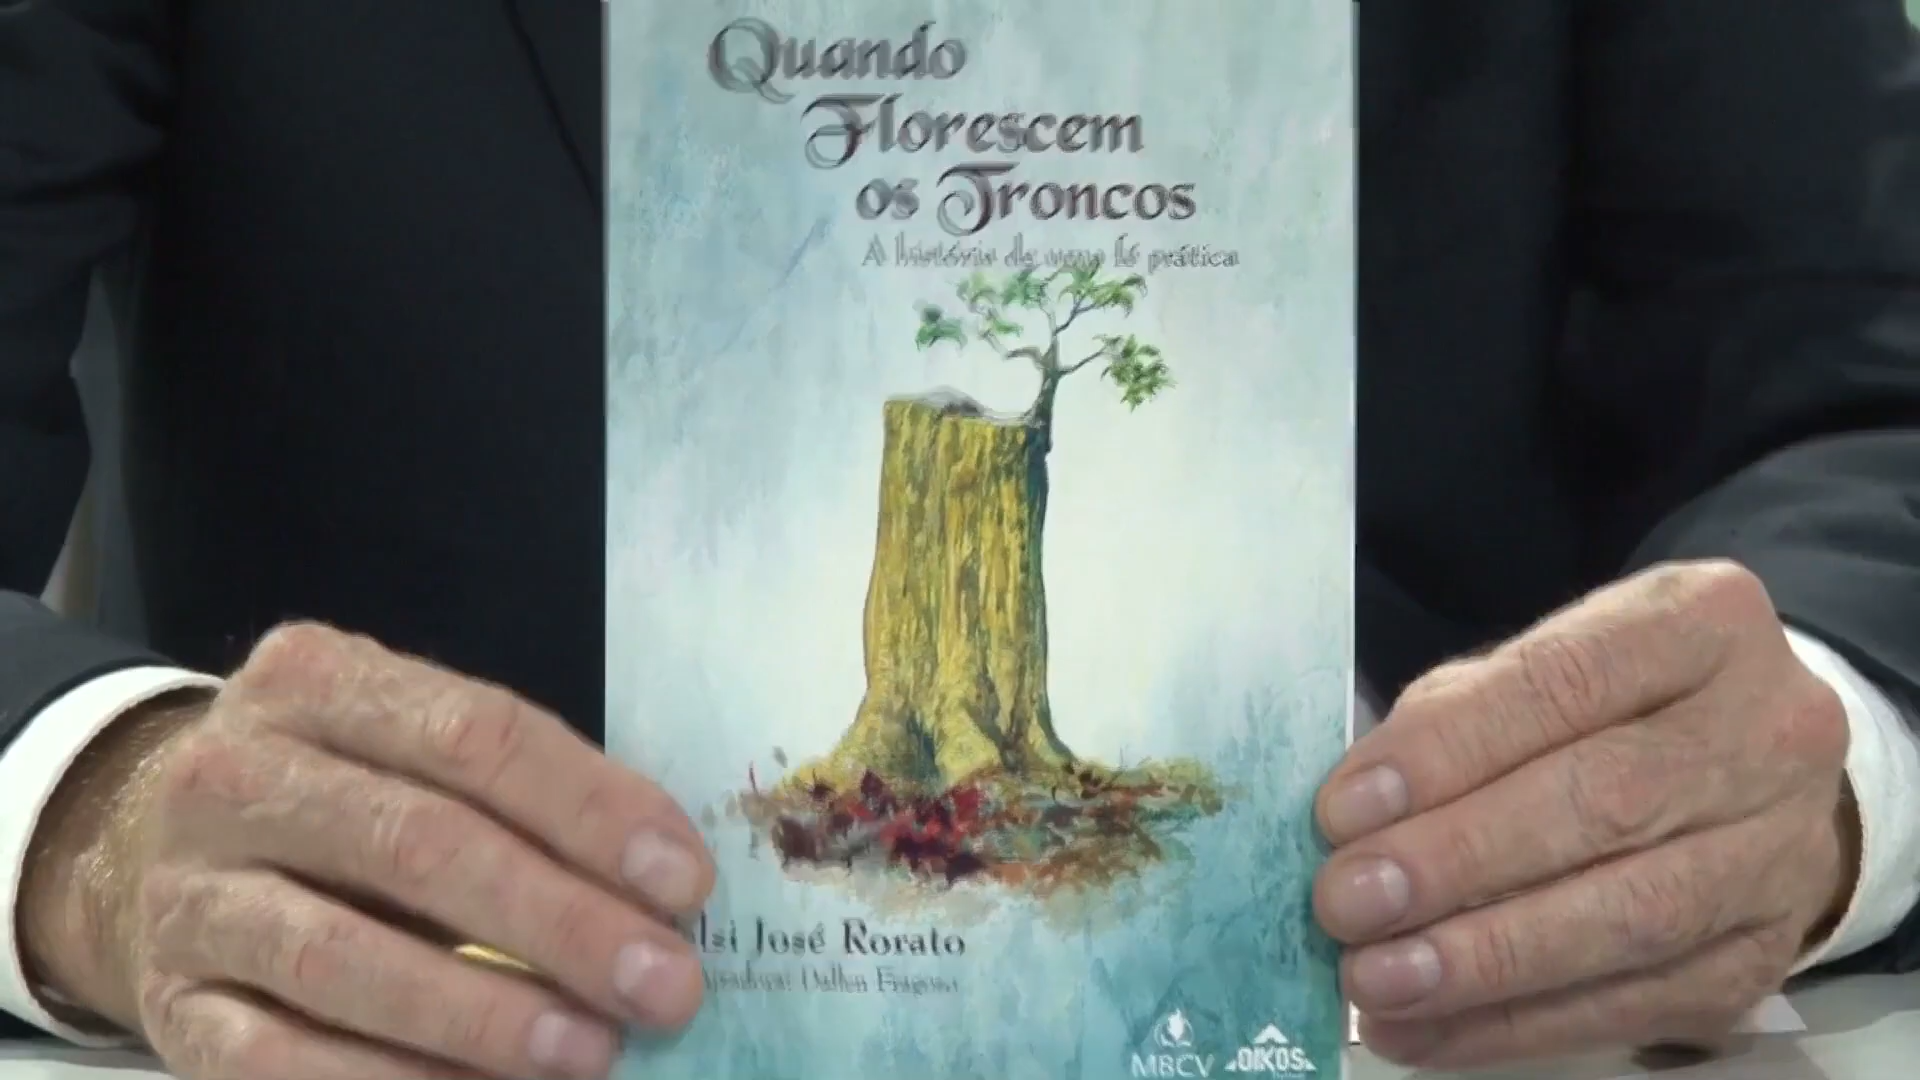 Quando
Florescem
os Troncos
A história de uma fé prática
José Rorato
MBCV
OIKOS